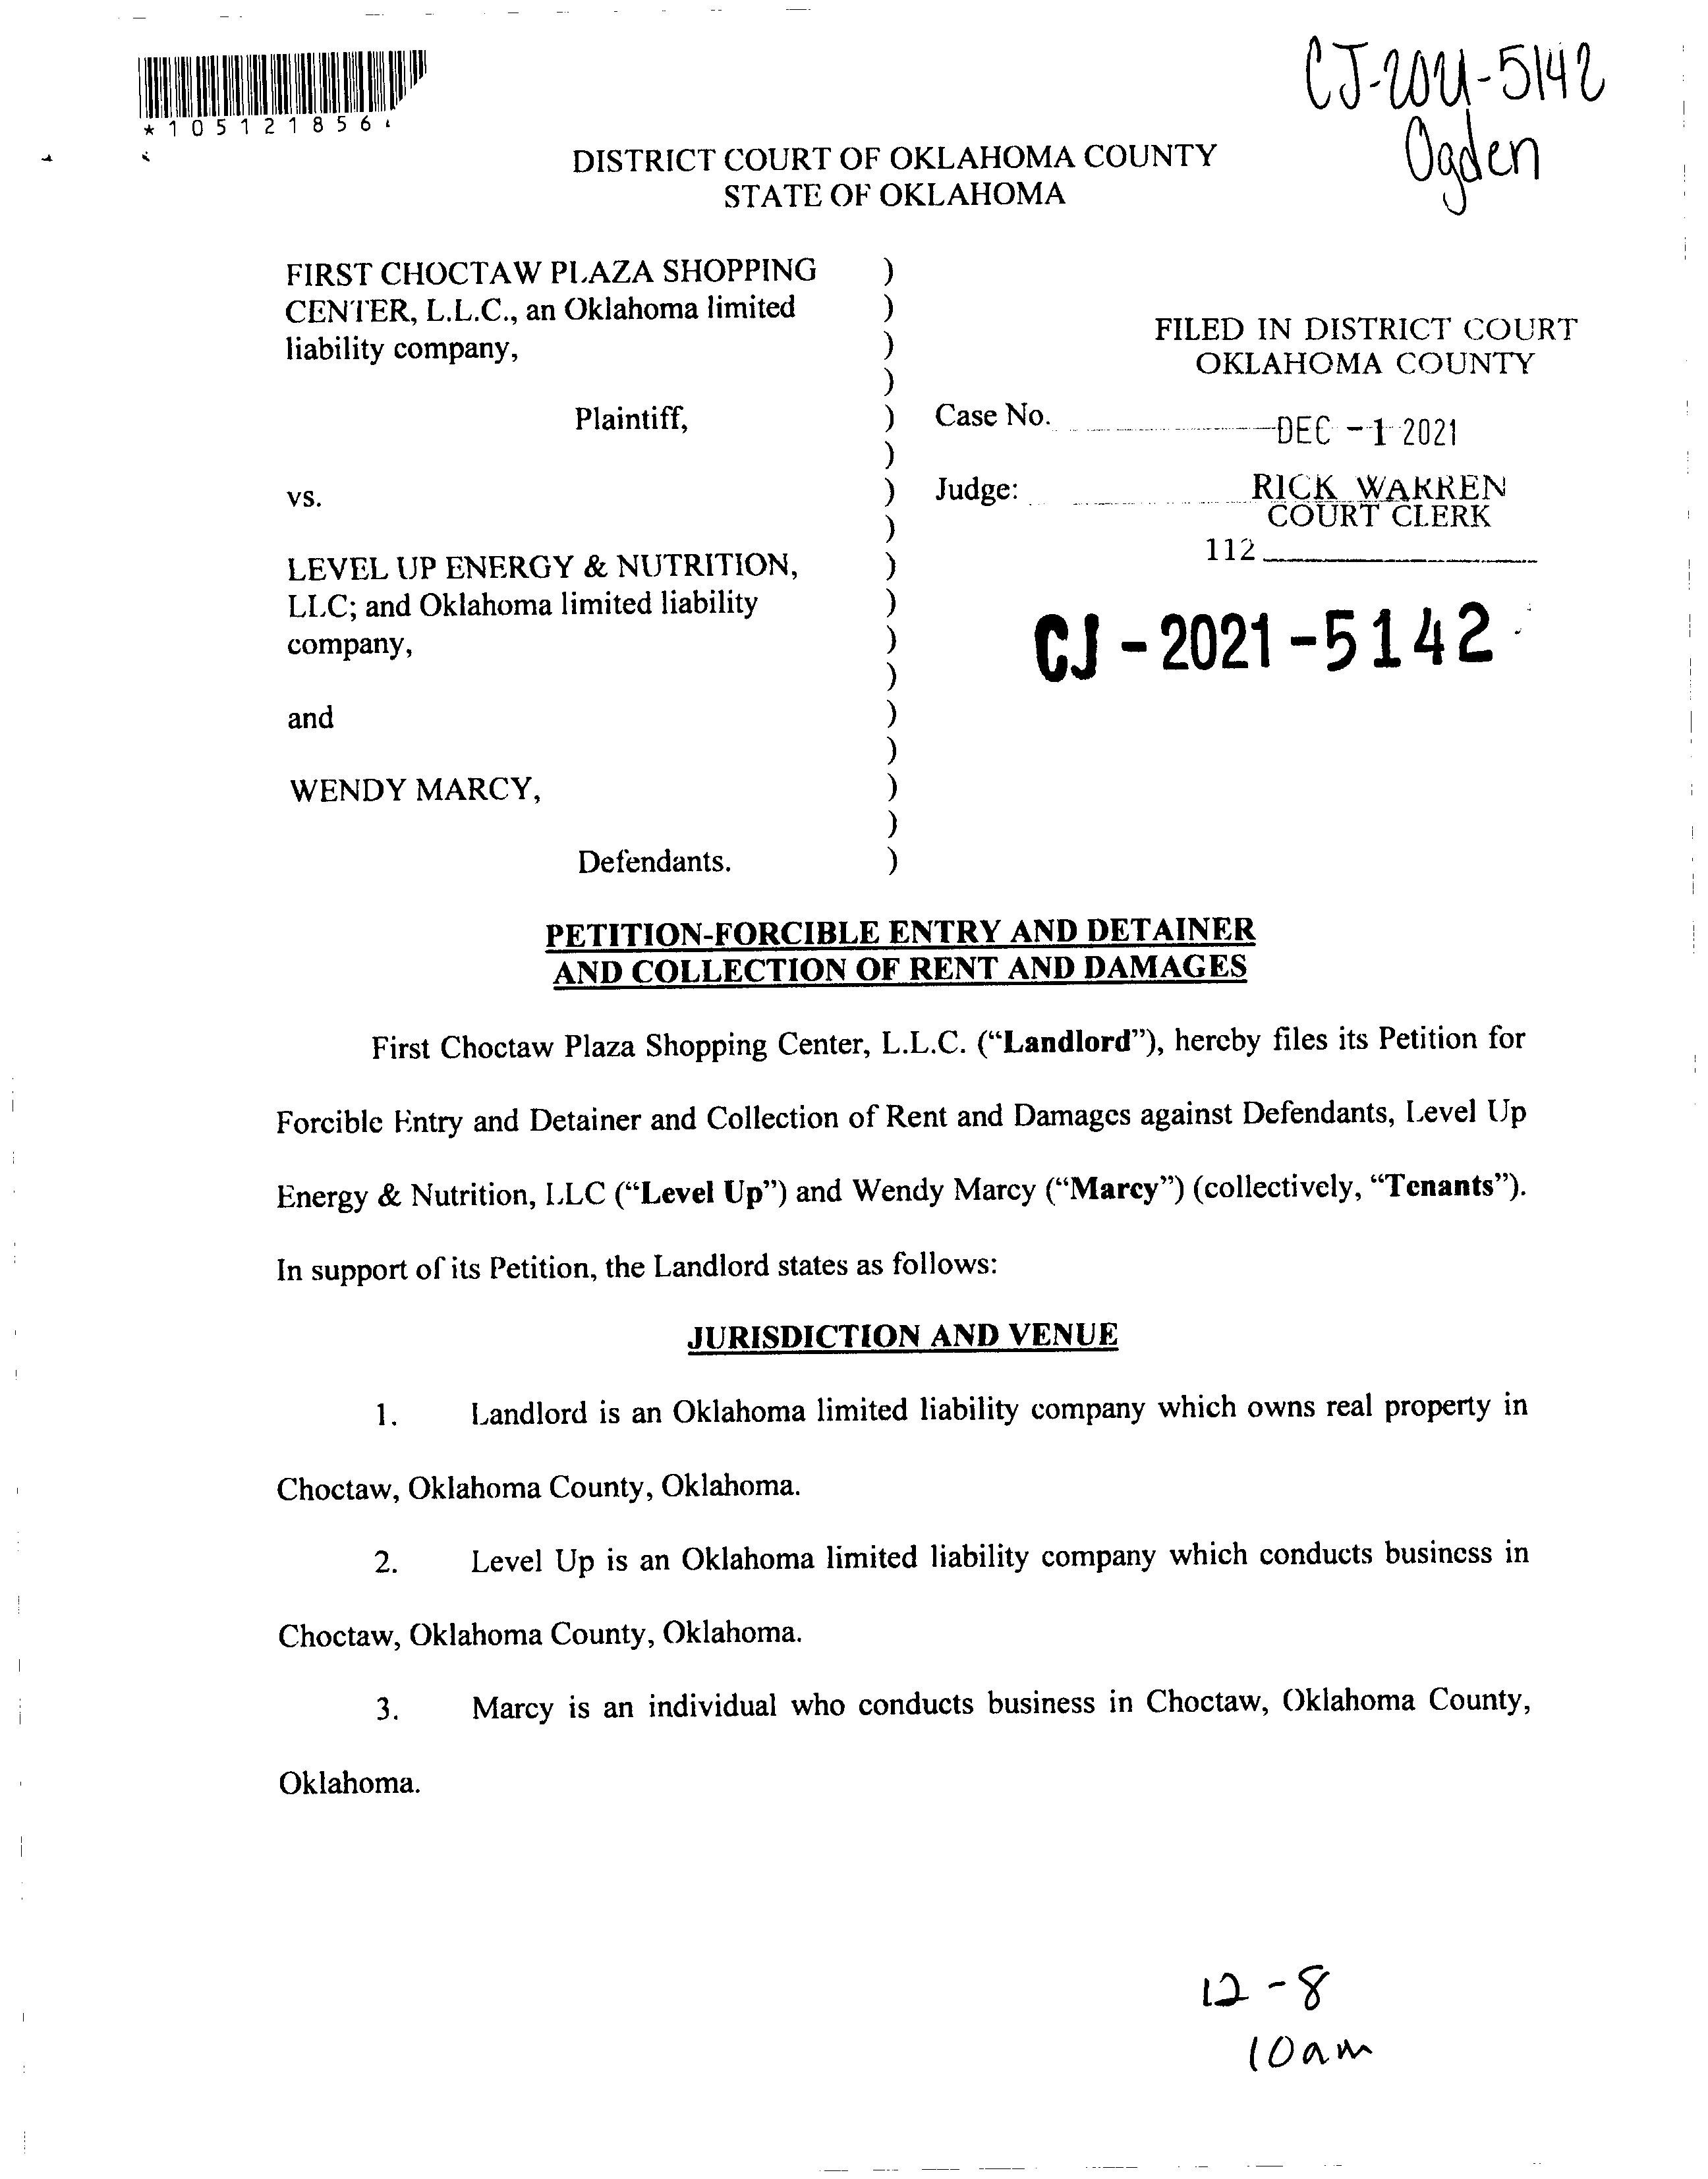 *105121856
CJ-2021-5142
Ogden
DISTRICT COURT OF OKLAHOMA COUNTY
STATE OF OKLAHOMA
FIRST CHOCTAW PLAZA SHOPPING )
CENTER, L.L.C., an Oklahoma limited )
liability company, )
)
Plaintiff, )
)
vs. )
)
LEVEL UP ENERGY & NUTRITION, )
LLC; and Oklahoma limited liability )
company, )
)
and )
)
WENDY MARCY, )
)
Defendants. )
FILED IN DISTRICT COURT
OKLAHOMA COUNTY
Case No. DEC -1 2021
Judge: RICK WARREN
COURT CLERK
112
CJ-2021-5142
PETITION-FORCIBLE ENTRY AND DETAINER
AND COLLECTION OF RENT AND DAMAGES
First Choctaw Plaza Shopping Center, L.L.C. (“Landlord”), hereby files its Petition for
Forcible Entry and Detainer and Collection of Rent and Damages against Defendants, Level Up
Energy & Nutrition, LLC (“Level Up”) and Wendy Marcy (“Marcy”) (collectively, “Tenants”).
In support of its Petition, the Landlord states as follows:
JURISDICTION AND VENUE
1. Landlord is an Oklahoma limited liability company which owns real property in
Choctaw, Oklahoma County, Oklahoma.
2. Level Up is an Oklahoma limited liability company which conducts business in
Choctaw, Oklahoma County, Oklahoma.
3. Marcy is an individual who conducts business in Choctaw, Oklahoma County,
Oklahoma.
12-8
10am